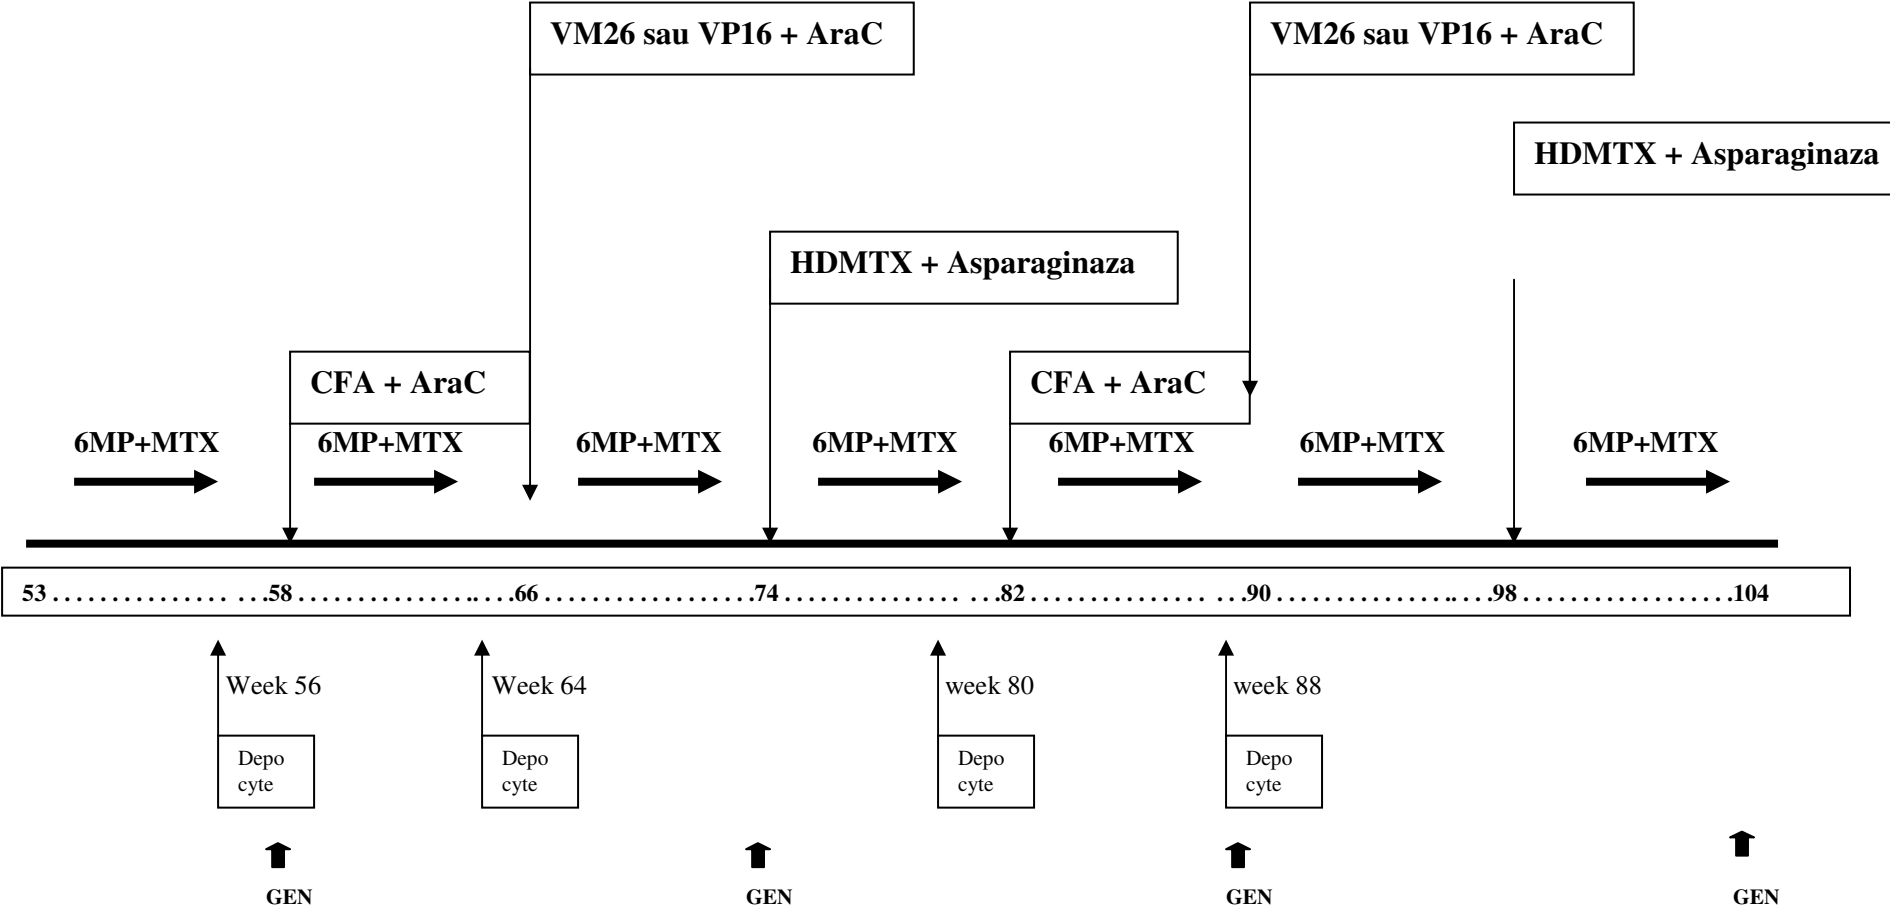 VM26 sau VP16 + AraC
VM26 sau VP16 + AraC
HDMTX + Asparaginaza
HDMTX + Asparaginaza
CFA + AraC
CFA + AraC
6MP+MTX
6MP+MTX
6MP+MTX
6MP+MTX
6MP+MTX
6MP+MTX
6MP+MTX
53 . . . . . . . . . . . . . . . . . .58 . . . . . . . . . . . . . . . .. . . .66 . . . . . . . . . . . . . . . . . .74 . . . . . . . . . . . . . . . . . .82 . . . . . . . . . . . . . . . . . .90 . . . . . . . . . . . . . . . .. . . .98 . . . . . . . . . . . . . . . . . .104
Week 56
Week 64
week 80
week 88
Depo
cyte
Depo
cyte
Depo
cyte
Depo
cyte
GEN
GEN
GEN
GEN